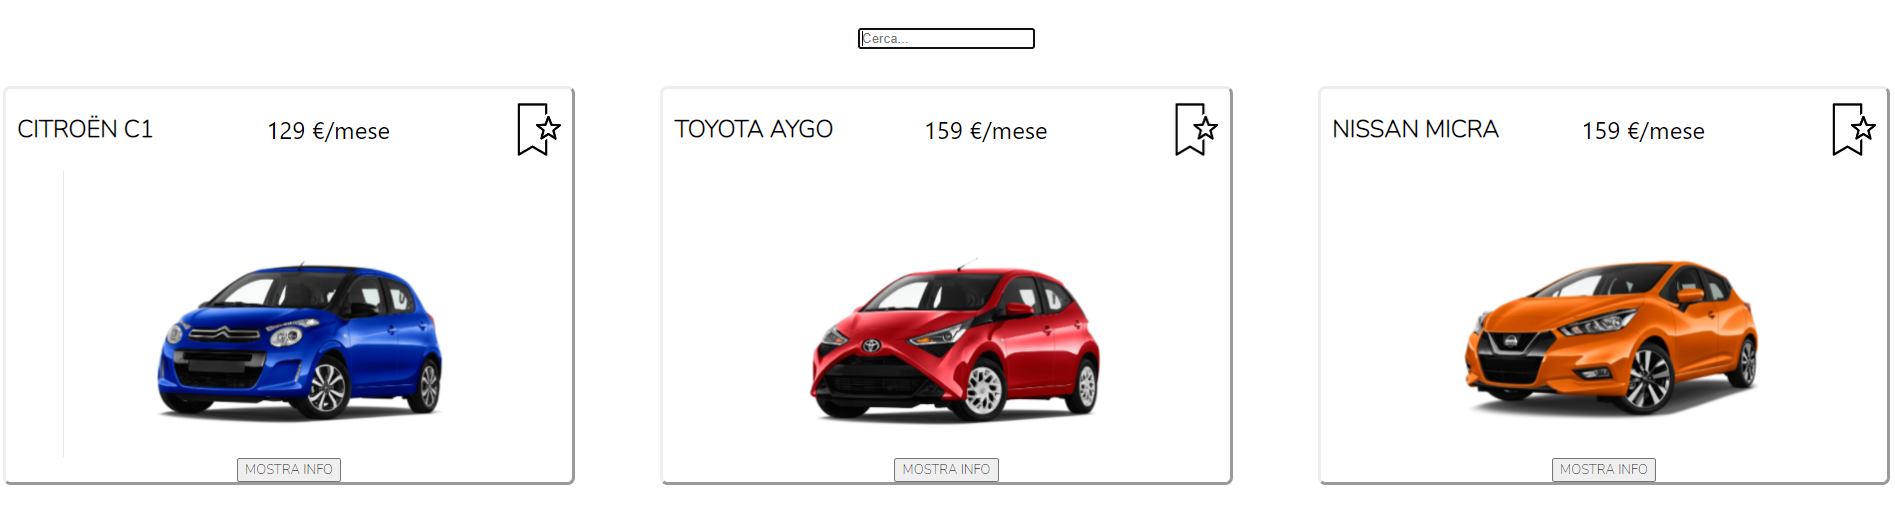 Cerca...
CITROËN C1
129 €/mese
TOYOTA AYGO
159 €/mese
NISSAN MICRA
159 €/mese
MOSTRA INFO
MOSTRA INFO
MOSTRA INFO